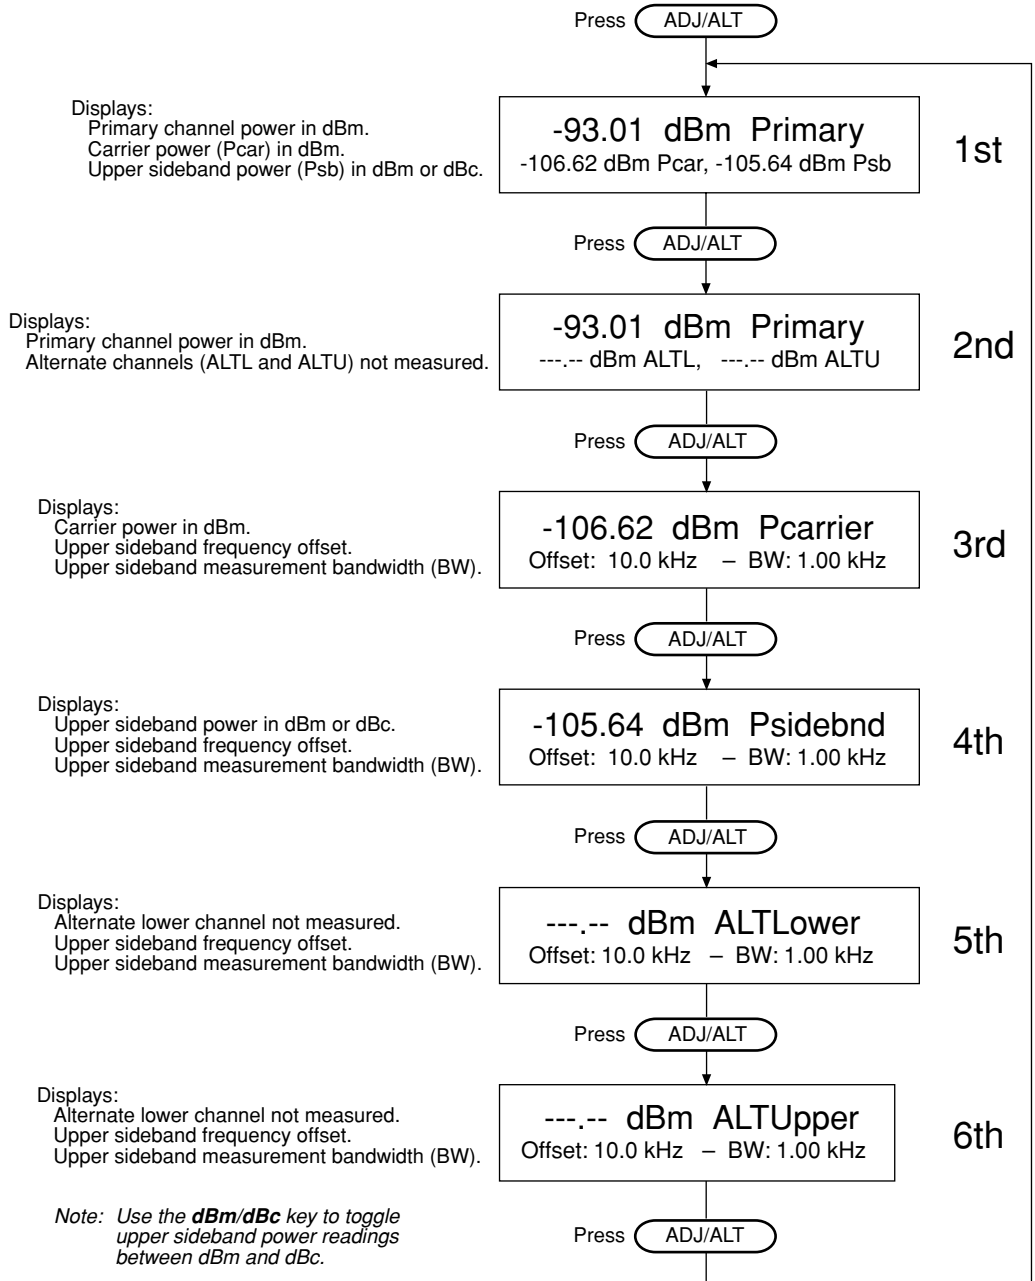 Press ADJ/ALT
Displays:
Primary channel power in dBm.
Carrier power (Pcar) in dBm.
Upper sideband power (Psb) in dBm or dBc.
-93.01 dBm Primary
-106.62 dBm Pcar, -105.64 dBm Psb
1st
Press ADJ/ALT
Displays:
Primary channel power in dBm.
Alternate channels (ALTL and ALTU) not measured.
-93.01 dBm Primary
---.-- dBm ALTL, ---.-- dBm ALTU
2nd
Press ADJ/ALT
Displays:
Carrier power in dBm.
Upper sideband frequency offset.
Upper sideband measurement bandwidth (BW).
-106.62 dBm Pcarrier
Offset: 10.0 kHz – BW: 1.00 kHz
3rd
Press ADJ/ALT
Displays:
Upper sideband power in dBm or dBc.
Upper sideband frequency offset.
Upper sideband measurement bandwidth (BW).
-105.64 dBm Psidebnd
Offset: 10.0 kHz – BW: 1.00 kHz
4th
Press ADJ/ALT
Displays:
Alternate lower channel not measured.
Upper sideband frequency offset.
Upper sideband measurement bandwidth (BW).
---.-- dBm ALTLower
Offset: 10.0 kHz – BW: 1.00 kHz
5th
Press ADJ/ALT
Displays:
Alternate lower channel not measured.
Upper sideband frequency offset.
Upper sideband measurement bandwidth (BW).
---.-- dBm ALTUpper
Offset: 10.0 kHz – BW: 1.00 kHz
6th
Note: Use the dBm/dBc key to toggle
upper sideband power readings
between dBm and dBc.
Press ADJ/ALT